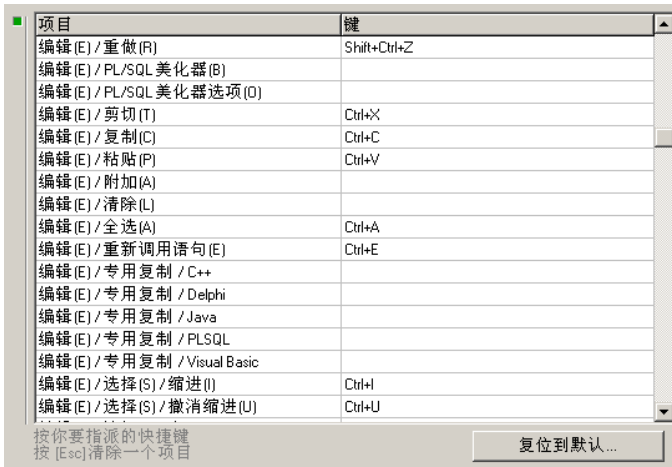 项目 键
编辑(E) / 重做(R) Shift+Ctrl+Z
编辑(E) / PL/SQL 美化器(B)
编辑(E) / PL/SQL 美化器选项(O)
编辑(E) / 剪切(T) Ctrl+X
编辑(E) / 复制(C) Ctrl+C
编辑(E) / 粘贴(P) Ctrl+V
编辑(E) / 附加(A)
编辑(E) / 清除(L)
编辑(E) / 全选(A) Ctrl+A
编辑(E) / 重新调用语句(E) Ctrl+E
编辑(E) / 专用复制 / C++
编辑(E) / 专用复制 / Delphi
编辑(E) / 专用复制 / Java
编辑(E) / 专用复制 / PLSQL
编辑(E) / 专用复制 / Visual Basic
编辑(E) / 选择(S) / 缩进(I) Ctrl+I
编辑(E) / 选择(S) / 撤消缩进(U) Ctrl+U
按你要指派的快捷键
按 [Esc]清除一个项目
复位到默认...